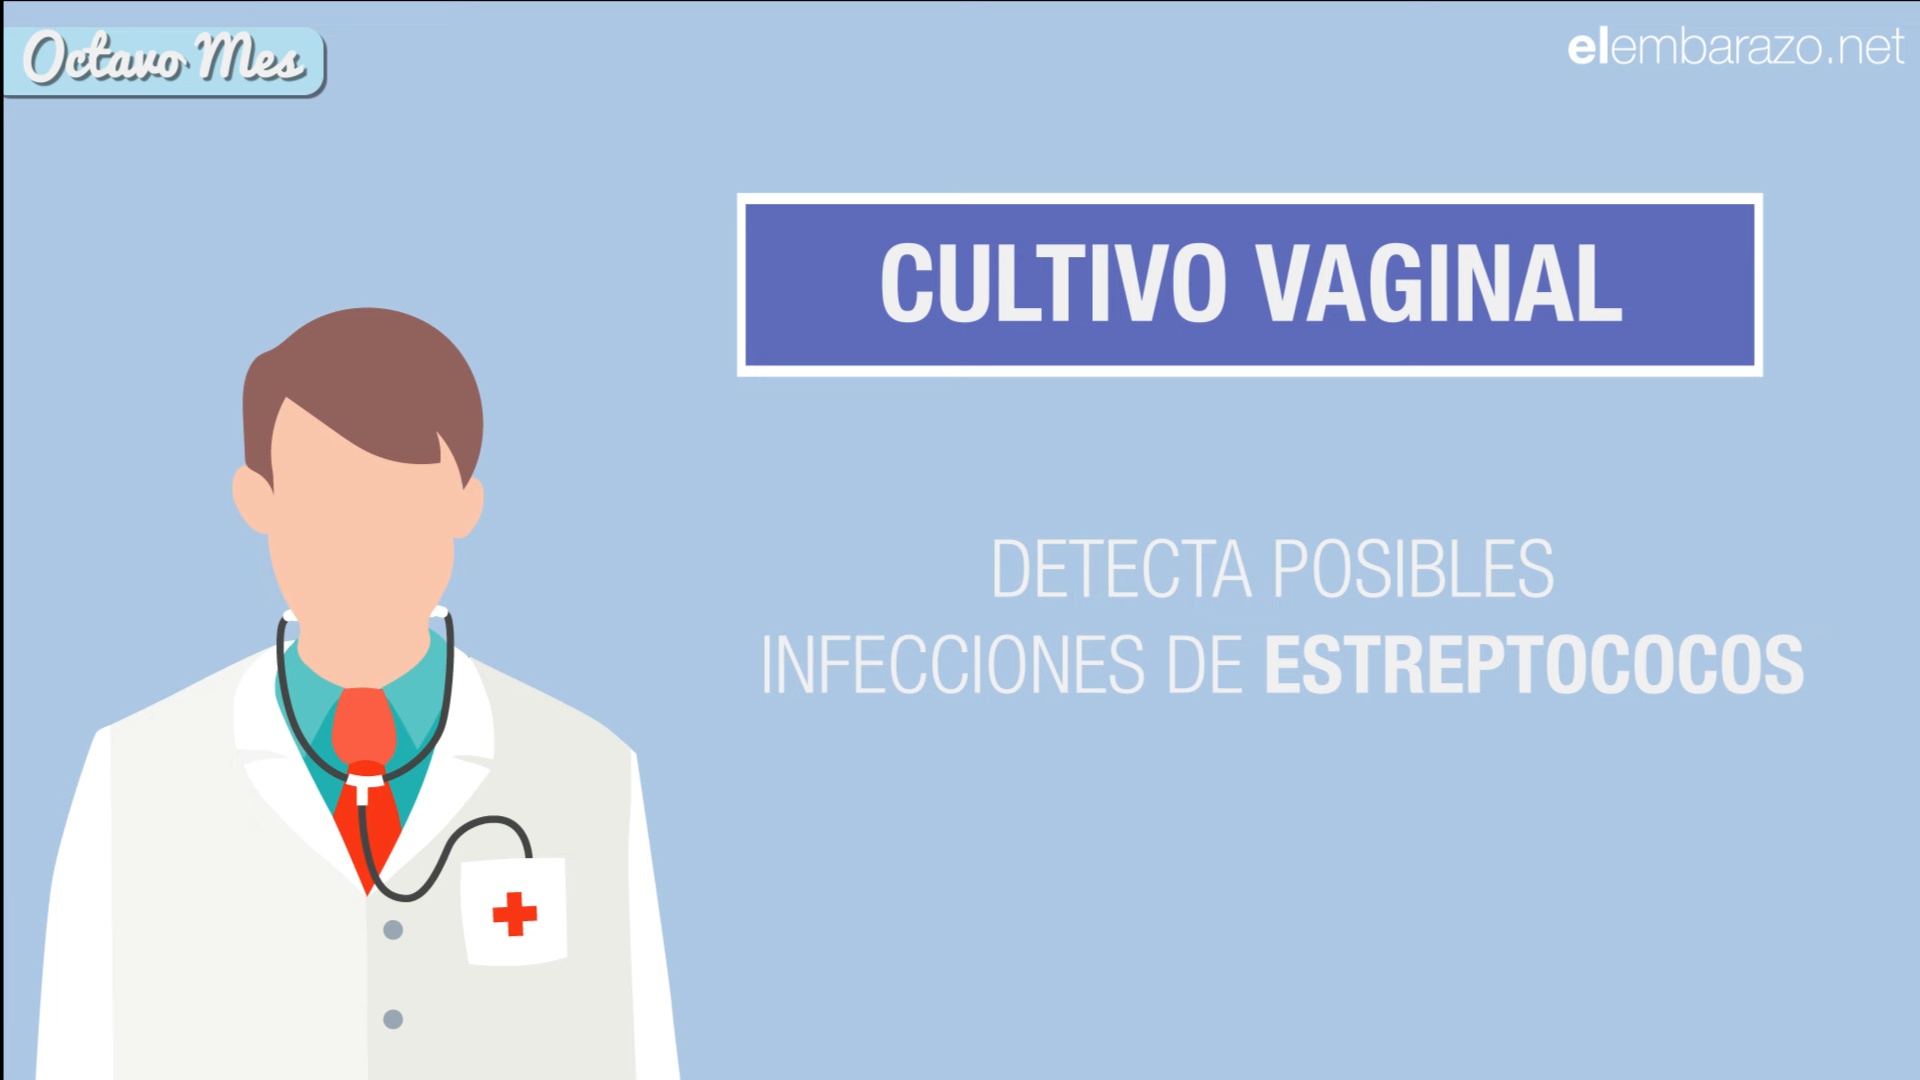 Octavo Mes
elembarazo.net
CULTIVO VAGINAL
DETECTA POSIBLES
INFECCIONES DE ESTREPTOCOCOS